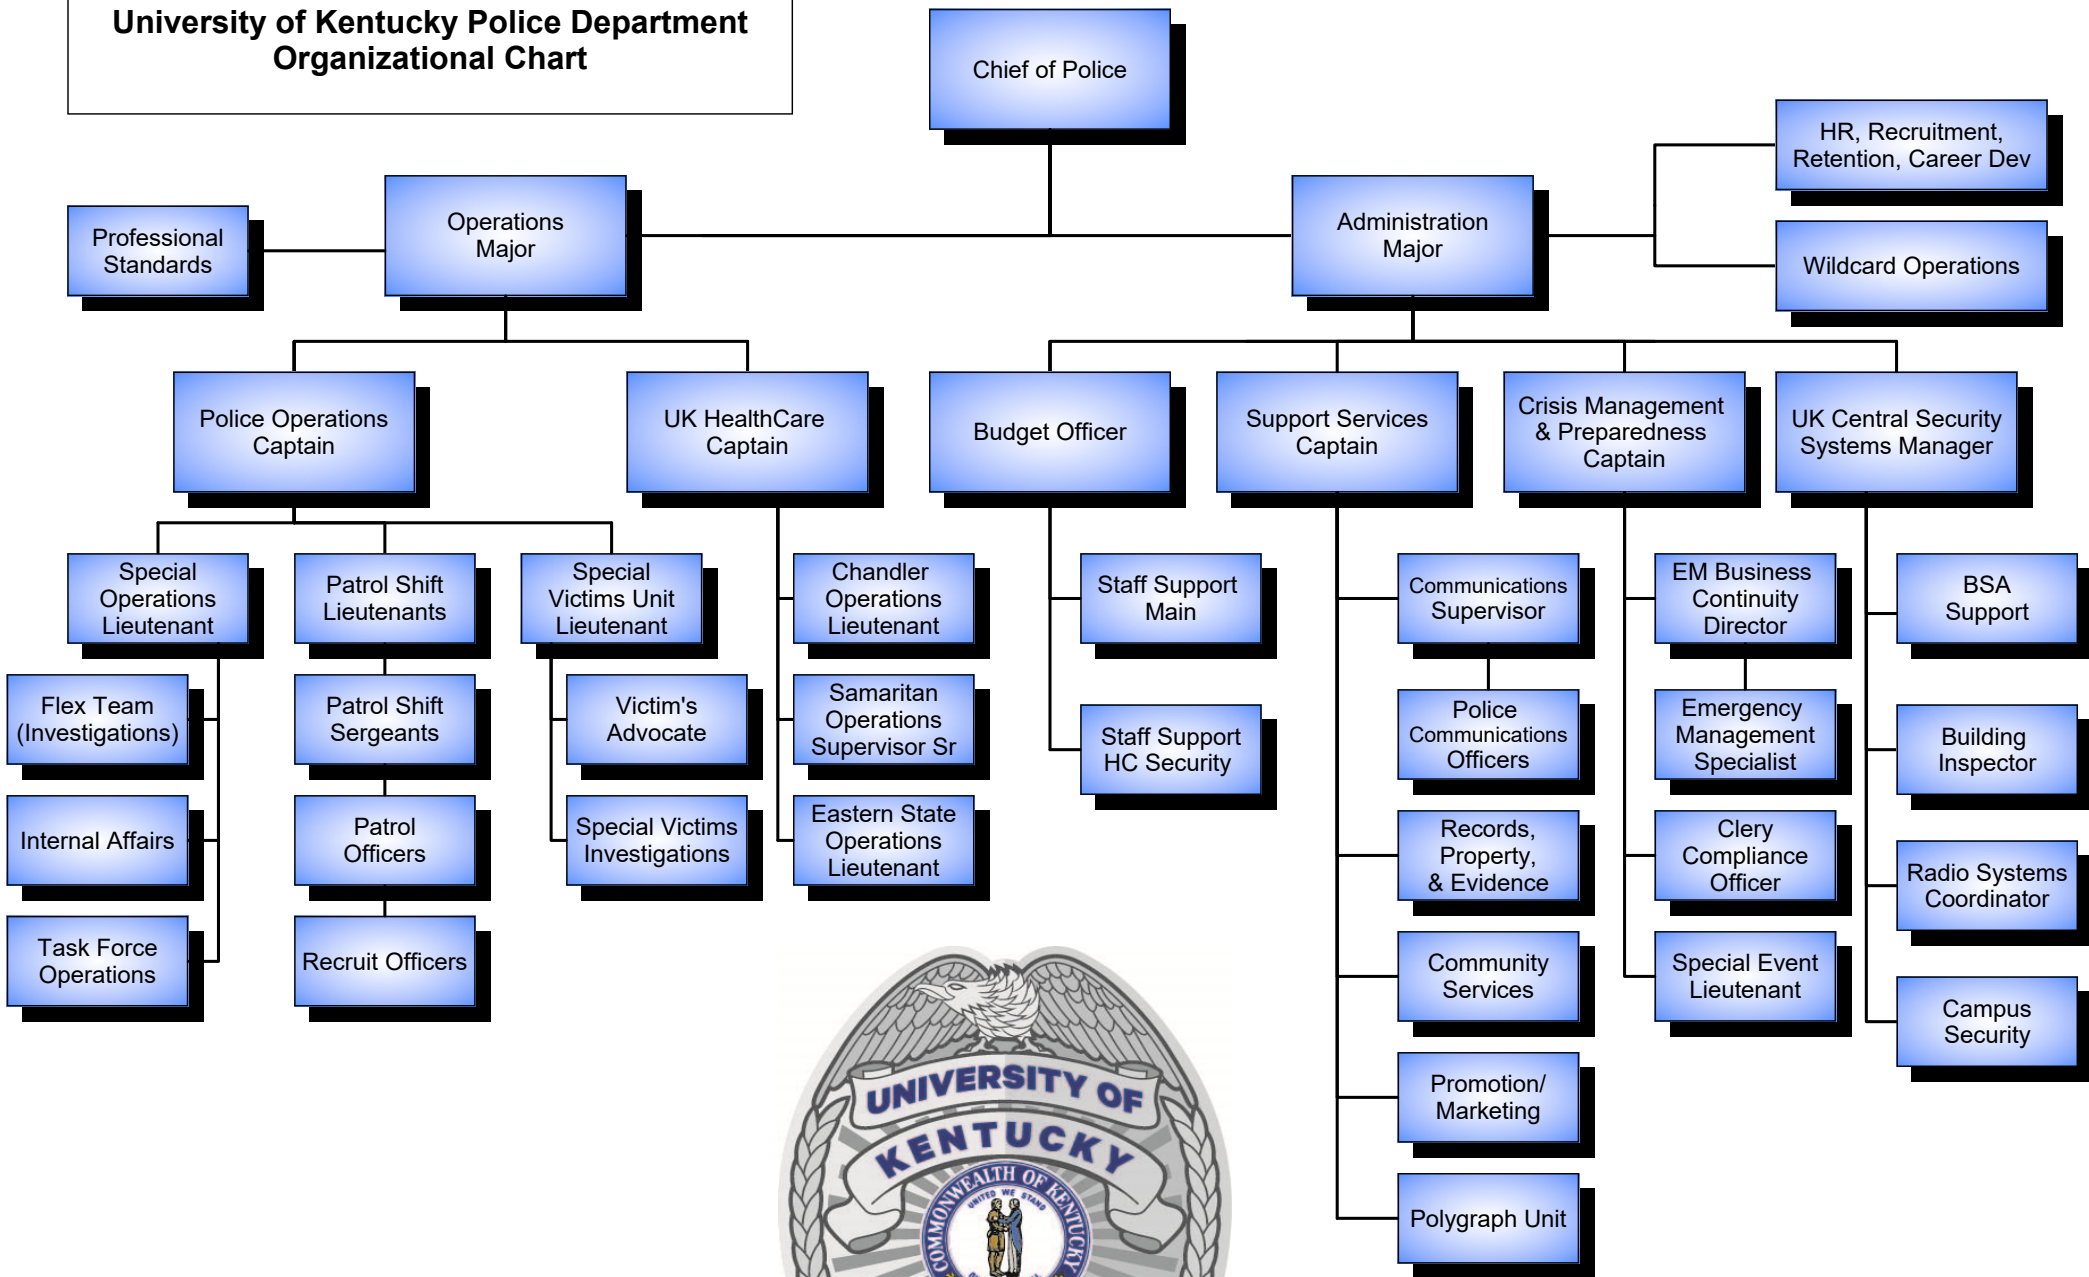 University of Kentucky Police Department
Organizational Chart
Chief of Police
HR, Recruitment,
Retention, Career Dev
Professional
Standards
Operations
Major
Administration
Major
Wildcard Operations
Police Operations
Captain
UK HealthCare
Captain
Budget Officer
Support Services
Captain
Crisis Management
& Preparedness
Captain
UK Central Security
Systems Manager
Special
Operations
Lieutenant
Patrol Shift
Lieutenants
Special
Victims Unit
Lieutenant
Chandler
Operations
Lieutenant
Staff Support
Main
Communications
Supervisor
EM Business
Continuity
Director
BSA
Support
Flex Team
(Investigations)
Patrol Shift
Sergeants
Victim's
Advocate
Samaritan
Operations
Supervisor Sr
Staff Support
HC Security
Police
Communications
Officers
Emergency
Management
Specialist
Building
Inspector
Internal Affairs
Patrol
Officers
Special Victims
Investigations
Eastern State
Operations
Lieutenant
Records,
Property,
& Evidence
Clery
Compliance
Officer
Radio Systems
Coordinator
Task Force
Operations
Recruit Officers
Community
Services
Special Event
Lieutenant
Campus
Security
Promotion/
Marketing
Polygraph Unit
UNIVERSITY OF
KENTUCKY
COMMONWEALTH OF KENTUCKY
UNITED WE STAND